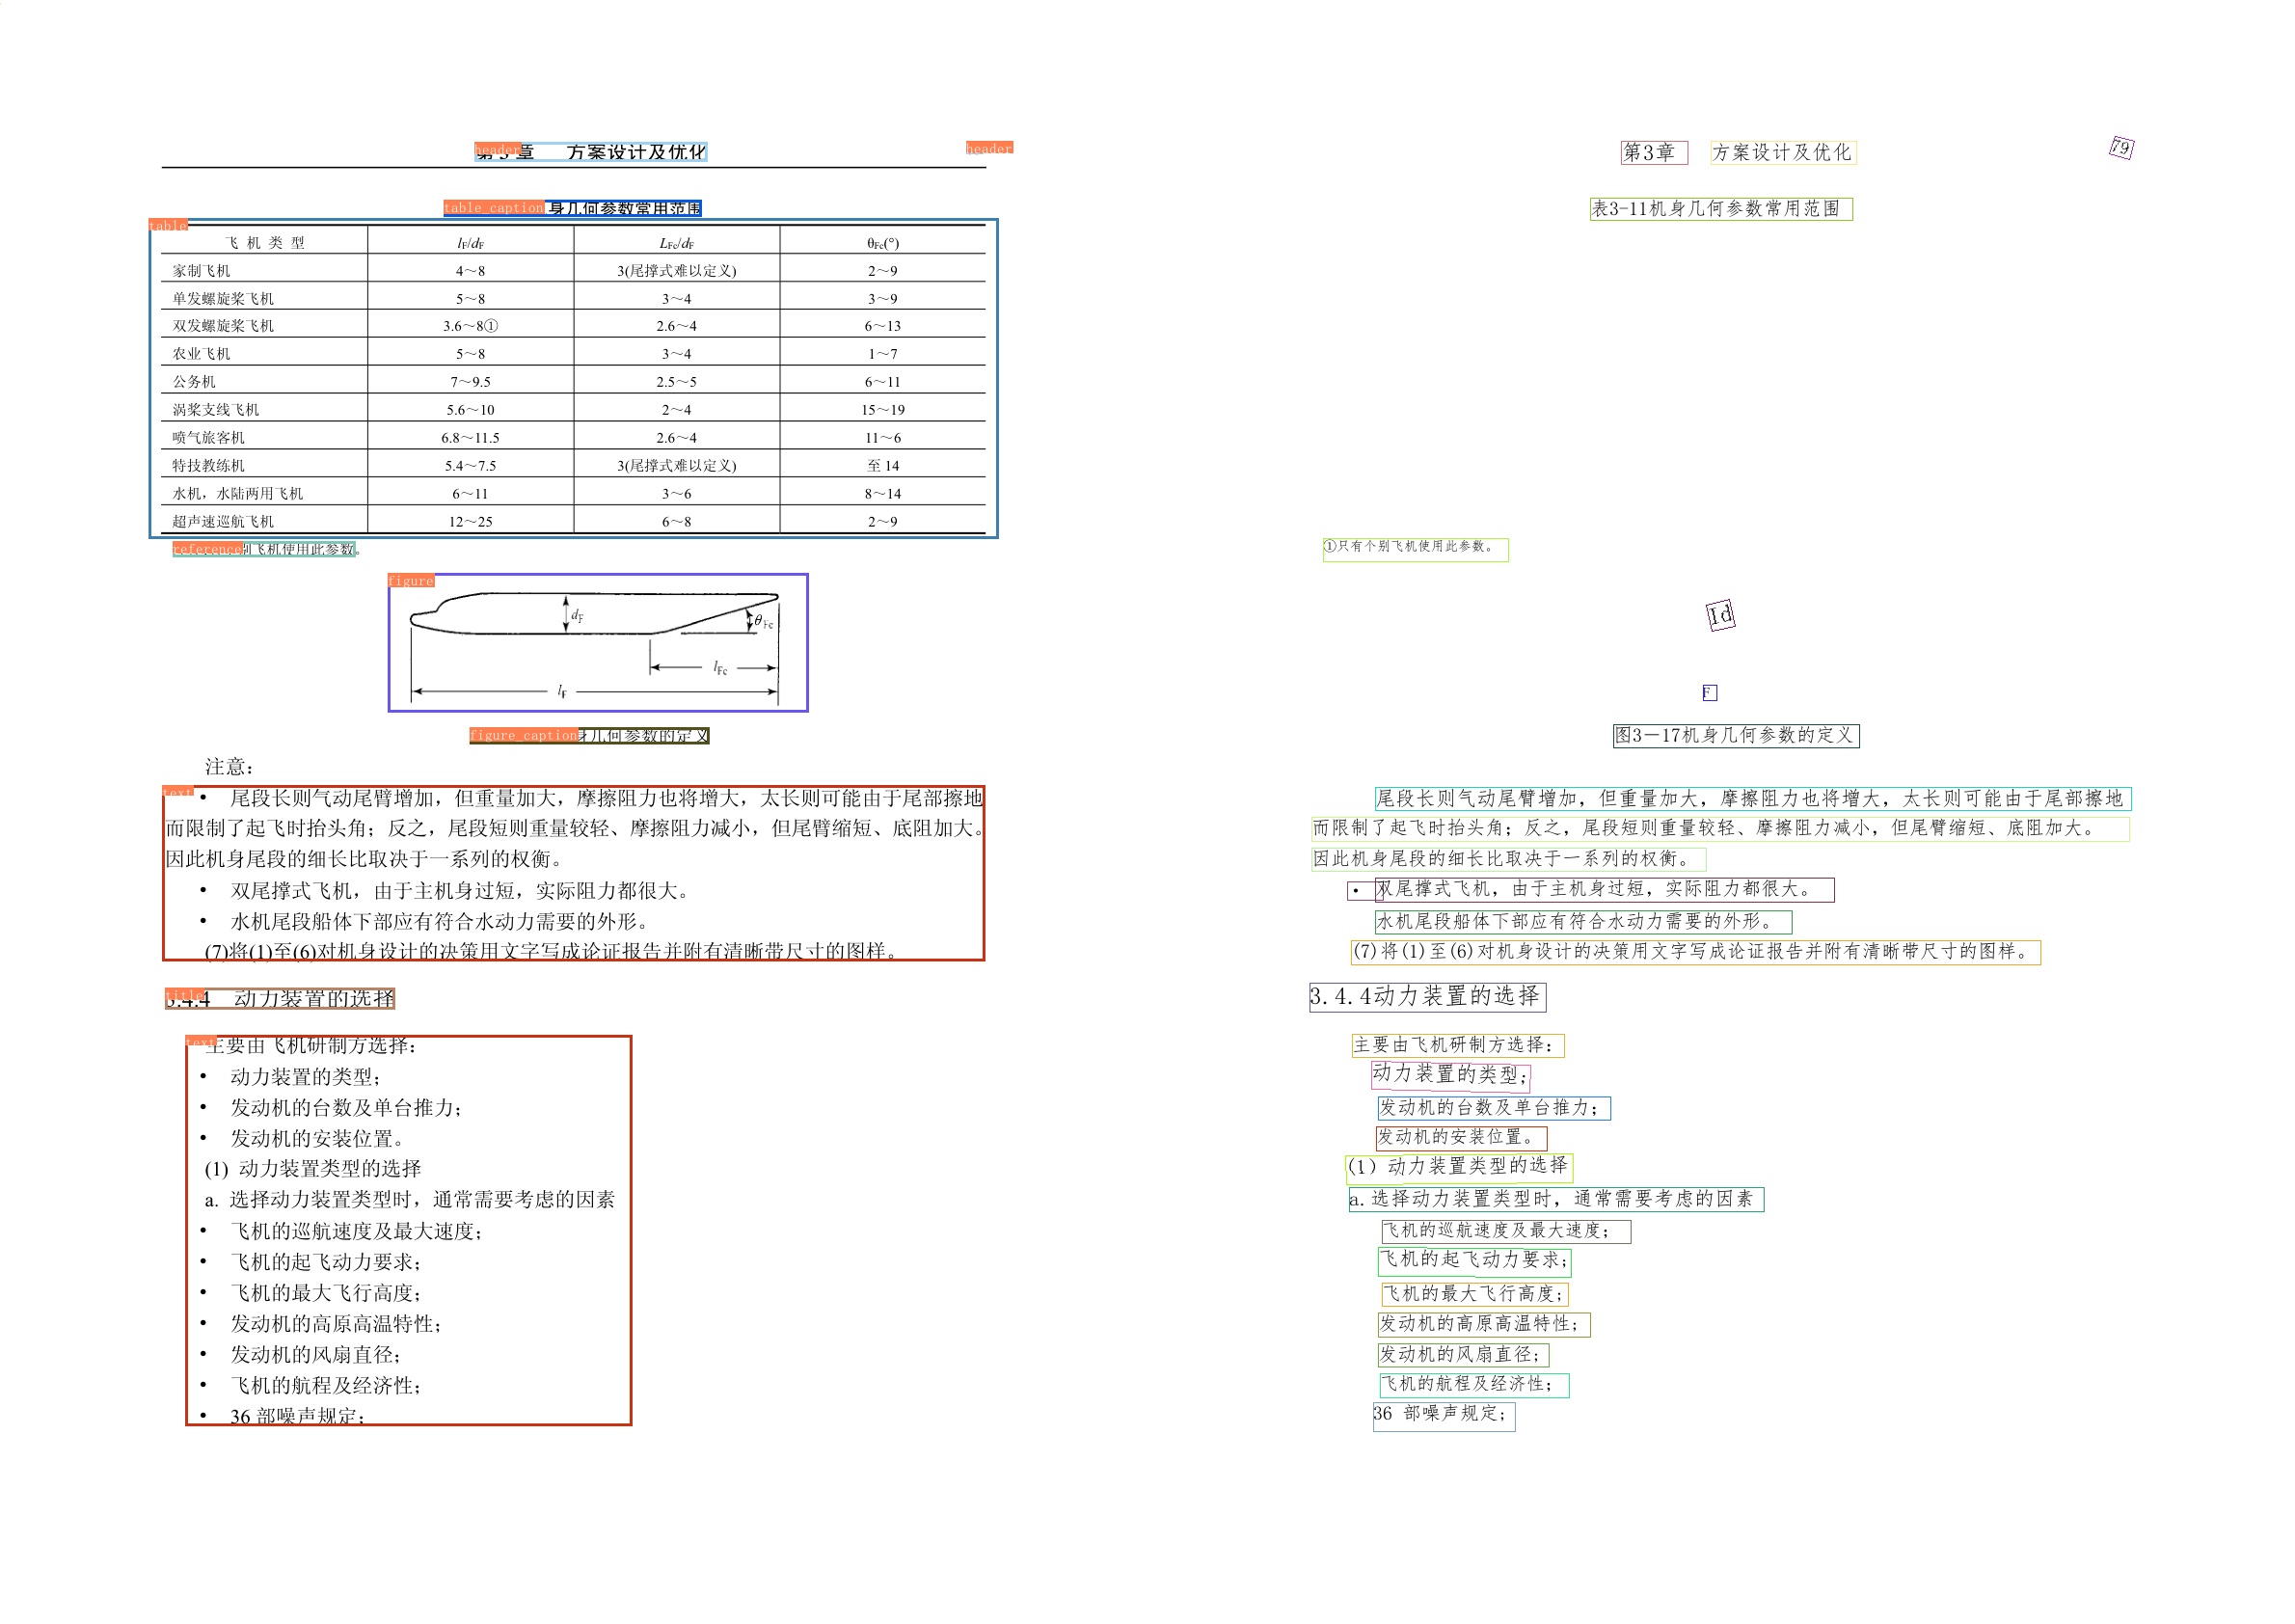 header
第 3 章 方案设计及优化
header
table_caption 身几何参数常用范围
table
飞 机 类 型 lF/dF LFc/dF θFc(°)
家制飞机 4～8 3(尾撑式难以定义) 2～9
单发螺旋桨飞机 5～8 3～4 3～9
双发螺旋桨飞机 3.6～8① 2.6～4 6～13
农业飞机 5～8 3～4 1～7
公务机 7～9.5 2.5～5 6～11
涡桨支线飞机 5.6～10 2～4 15～19
喷气旅客机 6.8～11.5 2.6～4 11～6
特技教练机 5.4～7.5 3(尾撑式难以定义) 至 14
水机，水陆两用飞机 6～11 3～6 8～14
超声速巡航飞机 12～25 6～8 2～9
reference 别飞机使用此参数。
figure
dF
θFc
lFc
lF
figure_caption 身几何参数的定义
注意：
text
• 尾段长则气动尾臂增加，但重量加大，摩擦阻力也将增大，太长则可能由于尾部擦地
而限制了起飞时抬头角；反之，尾段短则重量较轻、摩擦阻力减小，但尾臂缩短、底阻加大。
因此机身尾段的细长比取决于一系列的权衡。
• 双尾撑式飞机，由于主机身过短，实际阻力都很大。
• 水机尾段船体下部应有符合水动力需要的外形。
(7)将(1)至(6)对机身设计的决策用文字写成论证报告并附有清晰带尺寸的图样。
title
3.4.4 动力装置的选择
text
主要由飞机研制方选择：
• 动力装置的类型；
• 发动机的台数及单台推力；
• 发动机的安装位置。
(1) 动力装置类型的选择
a. 选择动力装置类型时，通常需要考虑的因素
• 飞机的巡航速度及最大速度；
• 飞机的起飞动力要求；
• 飞机的最大飞行高度；
• 发动机的高原高温特性；
• 发动机的风扇直径；
• 飞机的航程及经济性；
• 36 部噪声规定；
第3章 方案设计及优化
79
表3-11机身几何参数常用范围
①只有个别飞机使用此参数。
Id
F
图3－17机身几何参数的定义
尾段长则气动尾臂增加，但重量加大，摩擦阻力也将增大，太长则可能由于尾部擦地
而限制了起飞时抬头角；反之，尾段短则重量较轻、摩擦阻力减小，但尾臂缩短、底阻加大。
因此机身尾段的细长比取决于一系列的权衡。
• 双尾撑式飞机，由于主机身过短，实际阻力都很大。
水机尾段船体下部应有符合水动力需要的外形。
(7)将(1)至(6)对机身设计的决策用文字写成论证报告并附有清晰带尺寸的图样。
3.4.4动力装置的选择
主要由飞机研制方选择：
动力装置的类型；
发动机的台数及单台推力；
发动机的安装位置。
（1）动力装置类型的选择
a.选择动力装置类型时，通常需要考虑的因素
飞机的巡航速度及最大速度；
飞机的起飞动力要求；
飞机的最大飞行高度；
发动机的高原高温特性；
发动机的风扇直径；
飞机的航程及经济性；
36 部噪声规定；